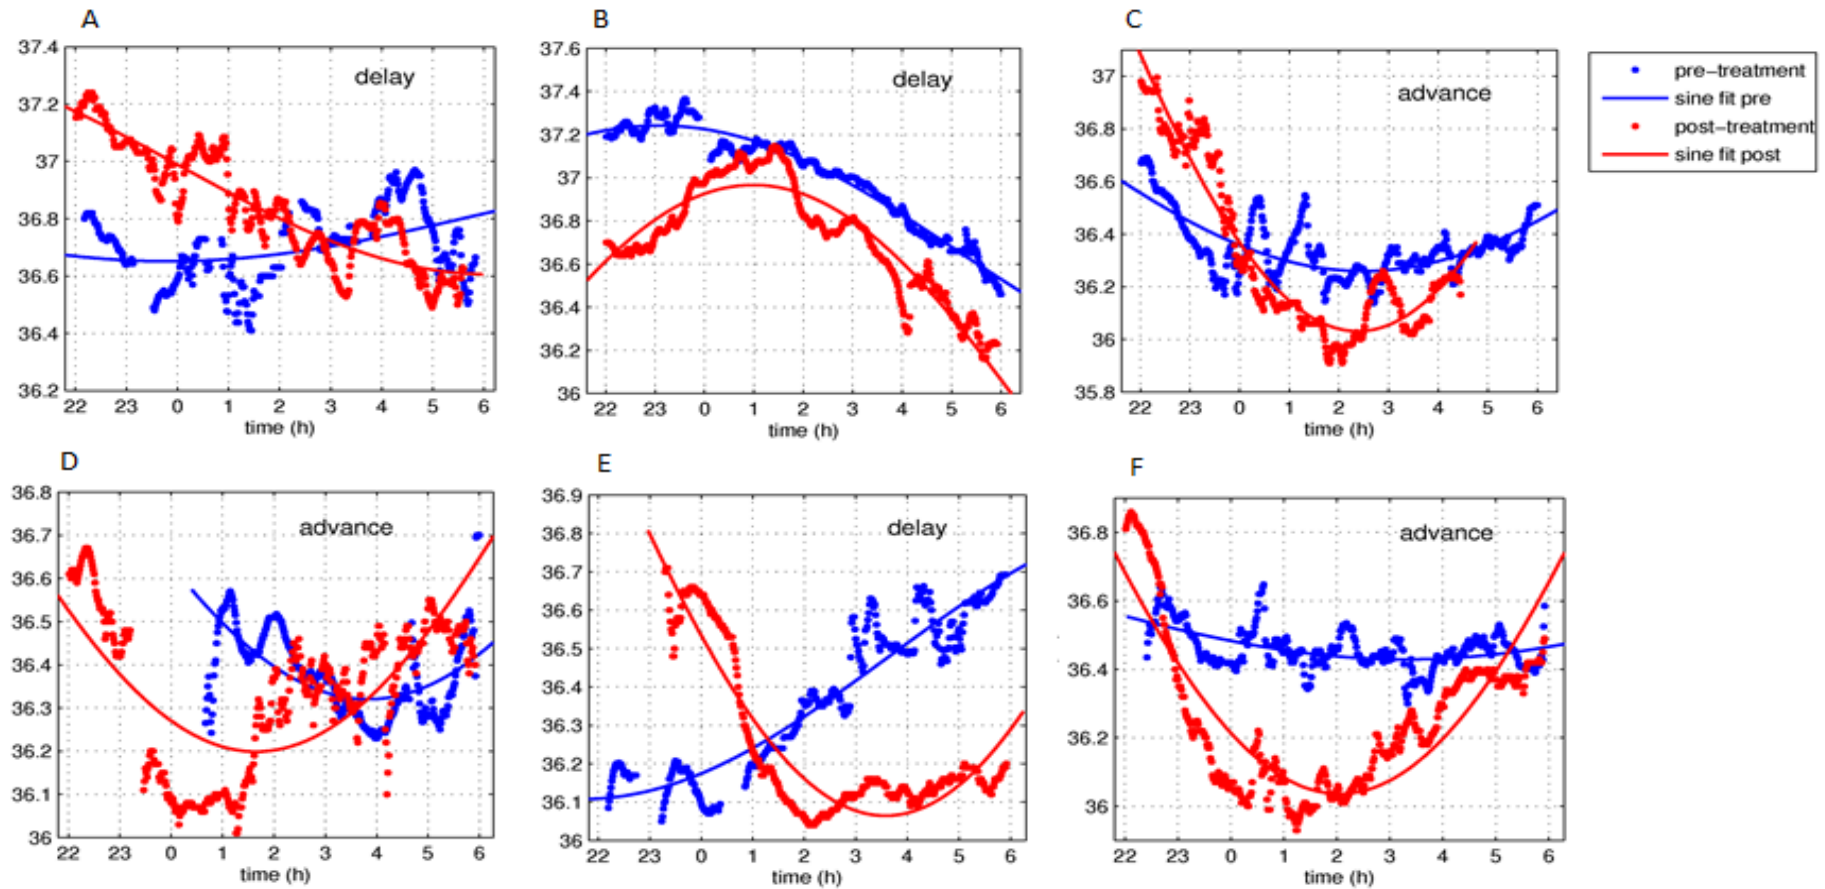 A
37.4
37.2
37
36.8
36.6
36.4
36.2
delay
22 23 0 1 2 3 4 5 6
time (h)
B
37.6
37.4
37.2
37
36.8
36.6
36.4
36.2
36
delay
22 23 0 1 2 3 4 5 6
time (h)
C
37
36.8
36.6
36.4
36.2
36
35.8
advance
22 23 0 1 2 3 4 5 6
time (h)
pre-treatment
sine fit pre
post-treatment
sine fit post
D
36.8
36.7
36.6
36.5
36.4
36.3
36.2
36.1
36
advance
22 23 0 1 2 3 4 5 6
time (h)
E
36.9
36.8
36.7
36.6
36.5
36.4
36.3
36.2
36.1
36
delay
22 23 0 1 2 3 4 5 6
time (h)
F
36.8
36.6
36.4
36.2
36
advance
22 23 0 1 2 3 4 5 6
time (h)